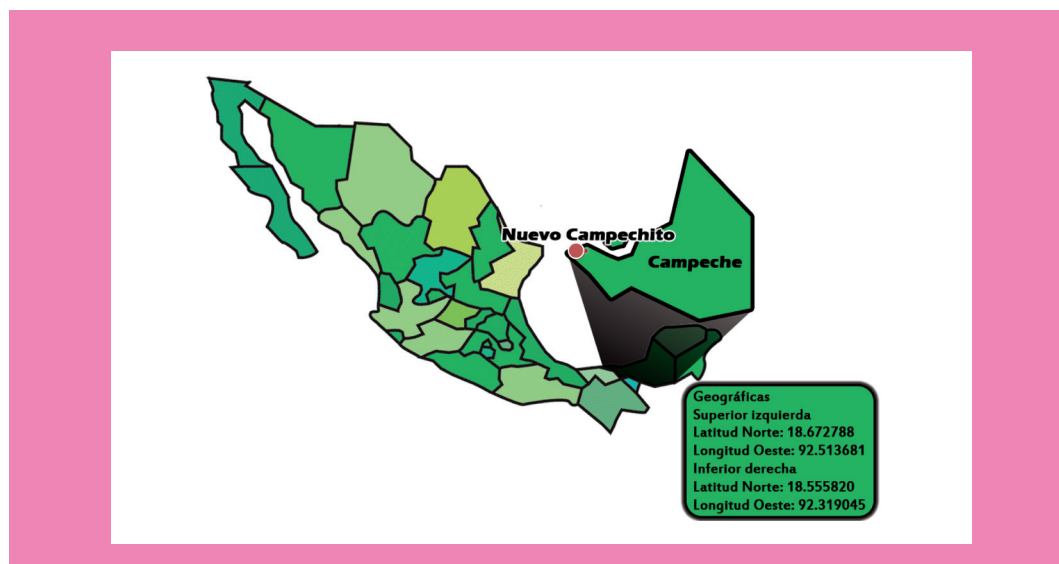 Nuevo Campechito
Campeche
Geográficas
Superior izquierda
Latitud Norte: 18.672788
Longitud Oeste: 92.513681
Inferior derecha
Latitud Norte: 18.555820
Longitud Oeste: 92.319045